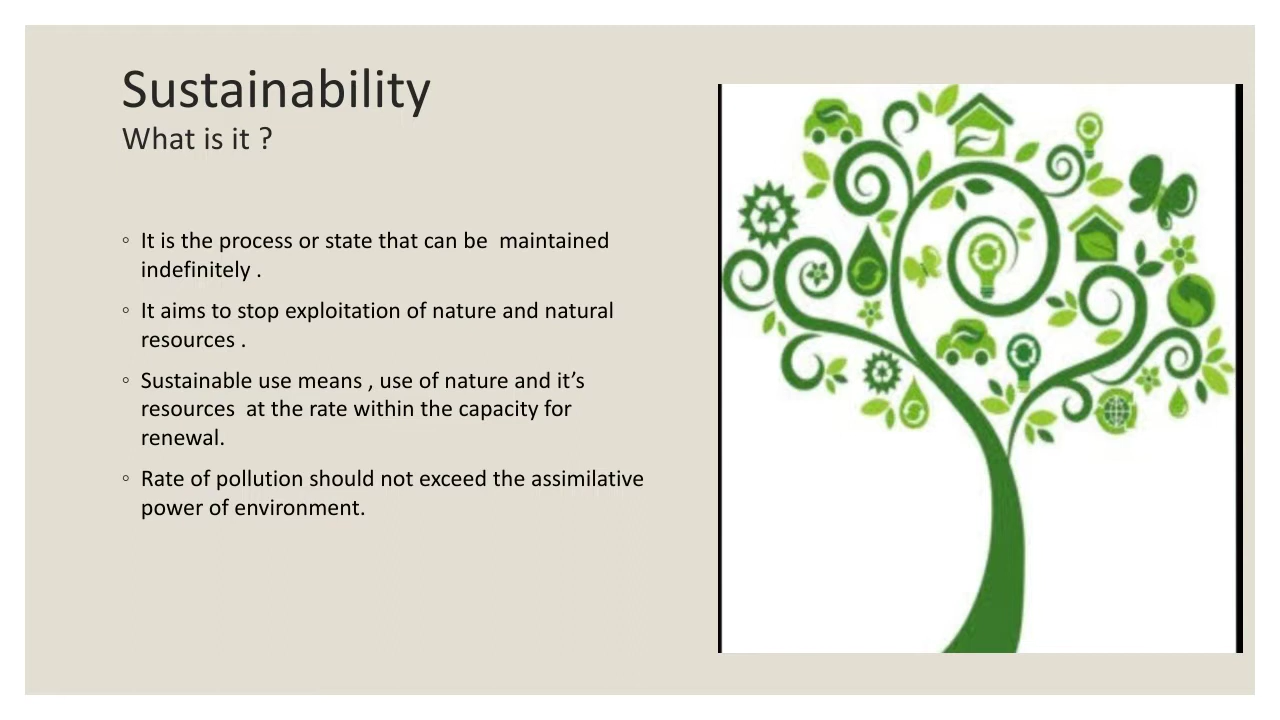 Sustainability
What is it ?
◦ It is the process or state that can be  maintained
indefinitely .
◦ It aims to stop exploitation of nature and natural
resources .
◦ Sustainable use means , use of nature and it’s
resources  at the rate within the capacity for
renewal.
◦ Rate of pollution should not exceed the assimilative
power of environment.